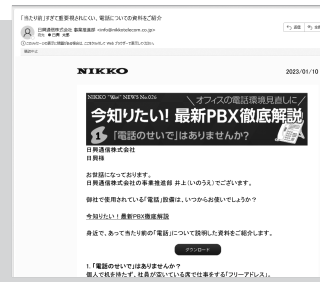 「当たり前」すぎて重要視されにくい、電話についての資料をご紹介
日興通信株式会社 事業推進部 <info@nikkotelecom.co.jp>
返信
NIKKO
2023/01/10
NIKKO "Wel" NEWS No.036
オフィスの電話環境見直しに
今知りたい!最新PBX徹底解説
「電話のせいで」はありませんか?
日興通信株式会社
日興様
お世話になっております。
日興通信株式会社の事業推進部 井上(いのうえ)でございます。
御社で使用されている「電話」設備は、いつからお使いでしょうか?
今知りたい!最新PBX徹底解説
身近で、あって当たり前の「電話」について説明した資料をご紹介します。
ダウンロード
1. 「電話のせいで」はありませんか?
個人で机を持たず、社員が空いている席で仕事をする「フリーアドレス」。